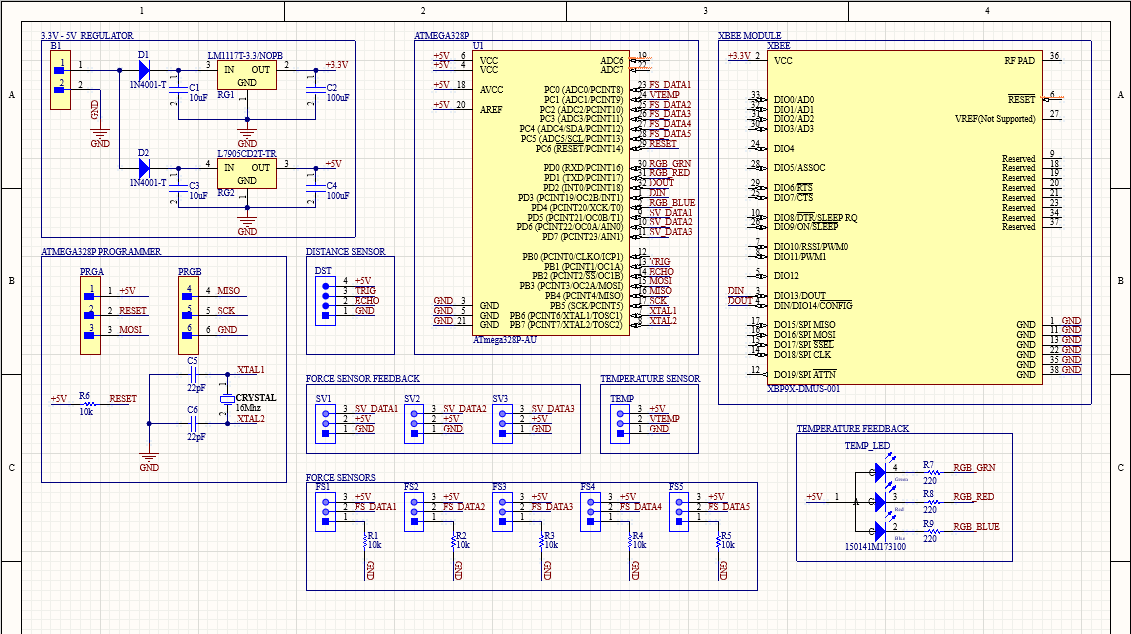 1 2 3 4
A A
B B
C C
3.3V - 5V REGULATOR
B1
1 1
2 2
GND
GND
D1
1N4001-T
C1
10uF
1
2
LM1117T-3.3/NOPB
3 IN OUT 2
GND
RG1
1
GND
+3.3V
C2
100uF
1
2
D2
1N4001-T
C3
10uF
1
2
L7905CD2T-TR
4 IN OUT 3
GND
RG2
1
GND
+5V
C4
100uF
1
2
ATMEGA328P PROGRAMMER
PRGA
1 1 +5V
2 2 RESET
3 3 MOSI
PRGB
4 4 MISO
5 5 SCK
6 6 GND
+5V R6 RESET
10k
C5
22pF
C6
22pF
XTAL1
1
CRYSTAL
16Mhz
2
XTAL2
GND
DISTANCE SENSOR
DST
4 +5V
3 TRIG
2 ECHO
1 GND
ATMEGA328P
U1
+5V 6 VCC
+5V 4 VCC
+5V 18 AVCC
+5V 20 AREF
GND 3 GND
GND 5 GND
GND 21 GND
ADC6 19
ADC7 22
PC0 (ADC0/PCINT8) 23 FS_DATA1
PC1 (ADC1/PCINT9) 24 VTEMP
PC2 (ADC2/PCINT10) 25 FS_DATA2
PC3 (ADC3/PCINT11) 26 FS_DATA3
PC4 (ADC4/SDA/PCINT12) 27 FS_DATA4
PC5 (ADC5/SCL/PCINT13) 28 FS_DATA5
PC6 (RESET/PCINT14) 29 RESET
PD0 (RXD/PCINT16) 30 RGB_GRN
PD1 (TXD/PCINT17) 31 RGB_RED
PD2 (INT0/PCINT18) 32 DOUT
PD3 (PCINT19/OC2B/INT1) 1 DIN
PD4 (PCINT20/XCK/T0) 2 RGB_BLUE
PD5 (PCINT21/OC0B/T1) 9 SV_DATA1
PD6 (PCINT22/OC0A/AIN0) 10 SV_DATA2
PD7 (PCINT23/AIN1) 11 SV_DATA3
PB0 (PCINT0/CLKO/ICP1) 12
PB1 (PCINT1/OC1A) 13 TRIG
PB2 (PCINT2/SS/OC1B) 14 ECHO
PB3 (PCINT3/OC2A/MOSI) 15 MOSI
PB4 (PCINT4/MISO) 16 MISO
PB5 (SCK/PCINT5) 17 SCK
PB6 (PCINT6/XTAL1/TOSC1) 7 XTAL1
PB7 (PCINT7/XTAL2/TOSC2) 8 XTAL2
ATmega328P-AU
XBEE MODULE
XBEE
+3.3V 2 VCC
33 DIO0/AD0
DIO1/AD1
DIO2/AD2
30 DIO3/AD3
24 DIO4
28 DIO5/ASSOC
29 DIO6/RTS
25 DIO7/CTS
10 DIO8/DTR/SLEEP RQ
26 DIO9/ON/SLEEP
7 DIO10/RSSI/PWM0
DIO11/PWM1
5 DIO12
DIN 3 DIO13/DOUT
DOUT 4 DIN/DIO14/CONFIG
17 DO15/SPI MISO
16 DO16/SPI MOSI
15 DO17/SPI SSEL
14 DO18/SPI CLK
12 DO19/SPI ATTN
RF PAD 36
RESET 6
VREF(Not Supported) 27
Reserved 9
Reserved 18
Reserved 19
Reserved 20
Reserved 21
Reserved 23
Reserved 34
Reserved 37
GND 1 GND
GND 11 GND
GND 13 GND
GND 22 GND
GND 35 GND
GND 38 GND
XBP9X-DMUS-001
FORCE SENSOR FEEDBACK
SV1
3 SV_DATA1
2 +5V
1 GND
SV2
3 SV_DATA2
2 +5V
1 GND
SV3
3 SV_DATA3
2 +5V
1 GND
TEMPERATURE SENSOR
TEMP
3 +5V
2 VTEMP
1 GND
FORCE SENSORS
FS1
3 +5V
2 FS_DATA1
1
R1
10k
GND
FS2
3 +5V
2 FS_DATA2
1
R2
10k
GND
FS3
3 +5V
2 FS_DATA3
1
R3
10k
GND
FS4
3 +5V
2 FS_DATA4
1
R4
10k
GND
FS5
3 +5V
2 FS_DATA5
1
R5
10k
GND
TEMPERATURE FEEDBACK
TEMP_LED
+5V 1 A
C 4 R7 RGB_GRN
Green 220
C 3 R8 RGB_RED
Red 220
C 2 R9 RGB_BLUE
Blue 220
150141M173100